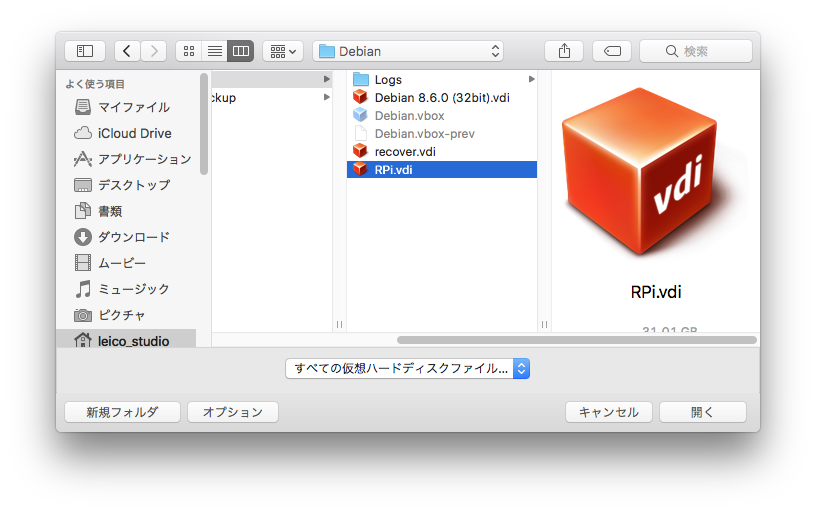 Debian
検索
よく使う項目
マイファイル
iCloud Drive
アプリケーション
デスクトップ
書類
ダウンロード
ムービー
ミュージック
ピクチャ
leico_studio
ckup
Logs
Debian 8.6.0 (32bit).vdi
Debian.vbox
Debian.vbox-prev
recover.vdi
RPi.vdi
vdi
RPi.vdi
31.01 GB
すべての仮想ハードディスクファイル...
新規フォルダ
オプション
キャンセル
開く